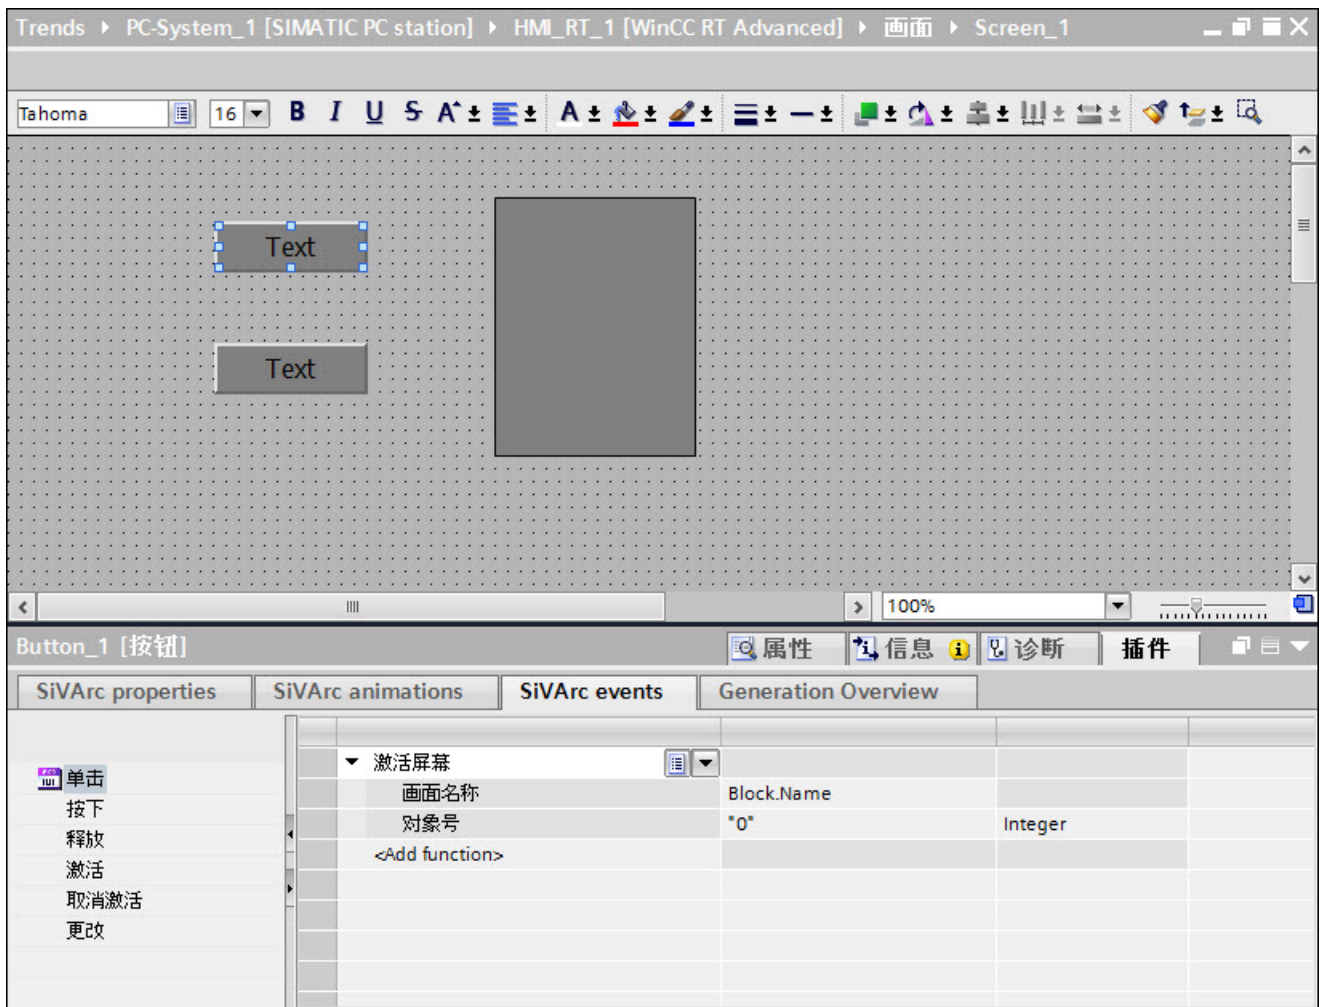 Trends ▸ PC-System_1 [SIMATIC PC station] ▸ HMI_RT_1 [WinCC RT Advanced] ▸ 画面 ▸ Screen_1
Tahoma 16 B I U S A A
Text
Text
100%
Button_1 [按钮] 属性 信息 诊断 插件
SiVArc properties SiVArc animations SiVArc events Generation Overview
激活屏幕
单击
画面名称 Block.Name
按下
对象号 "0" Integer
释放
<Add function>
激活
取消激活
更改